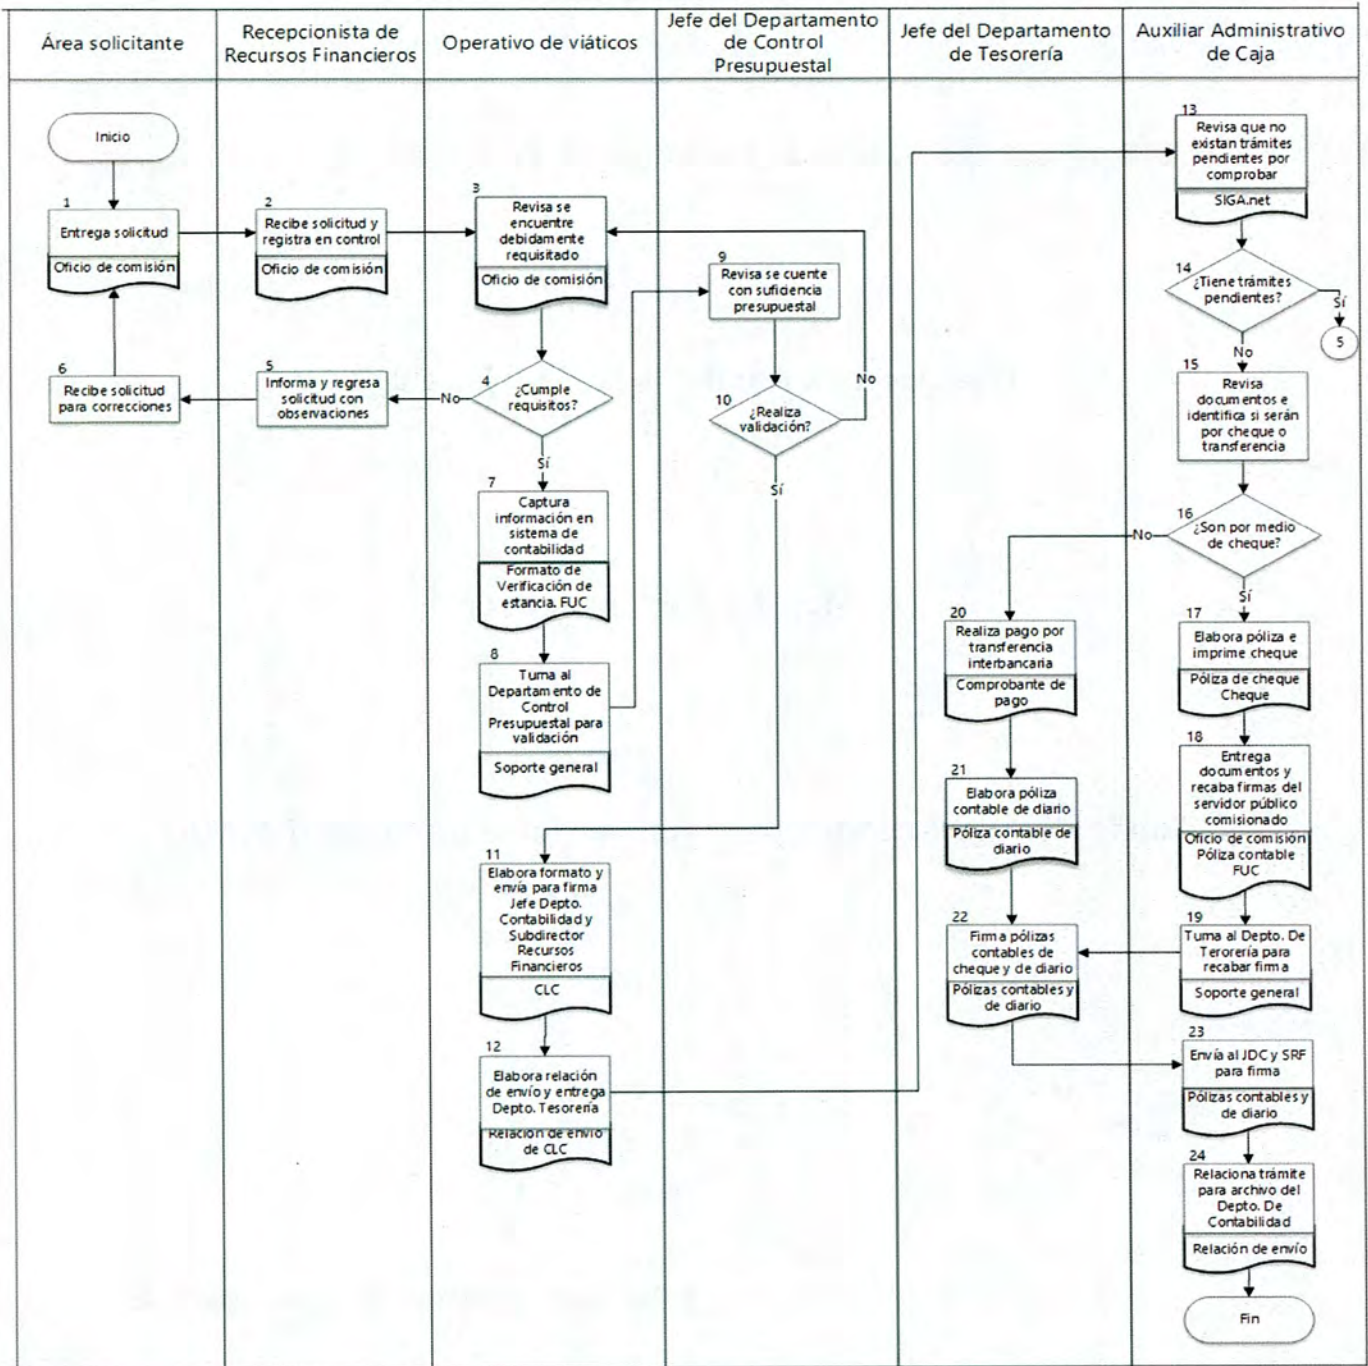 Área solicitante
Recepcionista de
Recursos Financieros
Operativo de viáticos
Jefe del Departamento
de Control
Presupuestal
Jefe del Departamento
de Tesorería
Auxiliar Administrativo
de Caja
Inicio
1
Entrega solicitud
Oficio de comisión
2
Recibe solicitud y
registra en control
Oficio de comisión
3
Revisa se
encuentre
debidamente
requisitado
Oficio de comisión
4
¿Cumple
requisitos?
No
Sí
5
Informa y regresa
solicitud con
observaciones
6
Recibe solicitud
para correcciones
7
Captura
información en
sistema de
contabilidad
Formato de
Verificación de
estancia. FUC
8
Turna al
Departamento de
Control
Presupuestal para
validación
Soporte general
9
Revisa se cuente
con suficiencia
presupuestal
10
¿Realiza
validación?
No
Sí
11
Elabora formato y
envía para firma
Jefe Depto.
Contabilidad y
Subdirector
Recursos
Financieros
CLC
12
Elabora relación
de envío y entrega
Depto. Tesorería
Relación de envío
de CLC
13
Revisa que no
existan trámites
pendientes por
comprobar
SIGA.net
14
¿Tiene trámites
pendientes?
Sí
5
No
15
Revisa
documentos e
identifica si serán
por cheque o
transferencia
16
¿Son por medio
de cheque?
No
Sí
17
Elabora póliza e
imprime cheque
Póliza de cheque
Cheque
18
Entrega
documentos y
recaba firmas del
servidor público
comisionado
Oficio de comisión
Póliza contable
FUC
19
Turna al Depto. De
Terorería para
recabar firma
Soporte general
20
Realiza pago por
transferencia
interbancaria
Comprobante de
pago
21
Elabora póliza
contable de diario
Póliza contable de
diario
22
Firma pólizas
contables de
cheque y de diario
Pólizas contables y
de diario
23
Envía al JDC y SRF
para firma
Pólizas contables y
de diario
24
Relaciona trámite
para archivo del
Depto. De
Contabilidad
Relación de envío
Fin